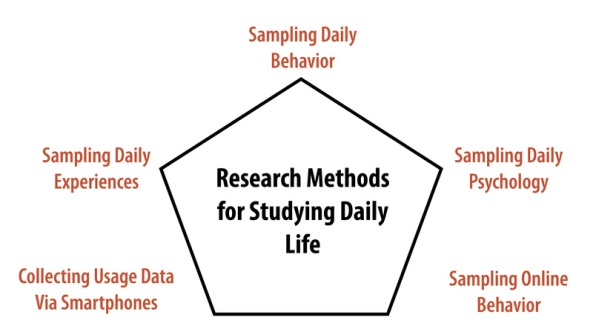 Sampling Daily
Behavior
Sampling Daily
Experiences
Sampling Daily
Psychology
Research Methods
for Studying Daily
Life
Collecting Usage Data
Via Smartphones
Sampling Online
Behavior